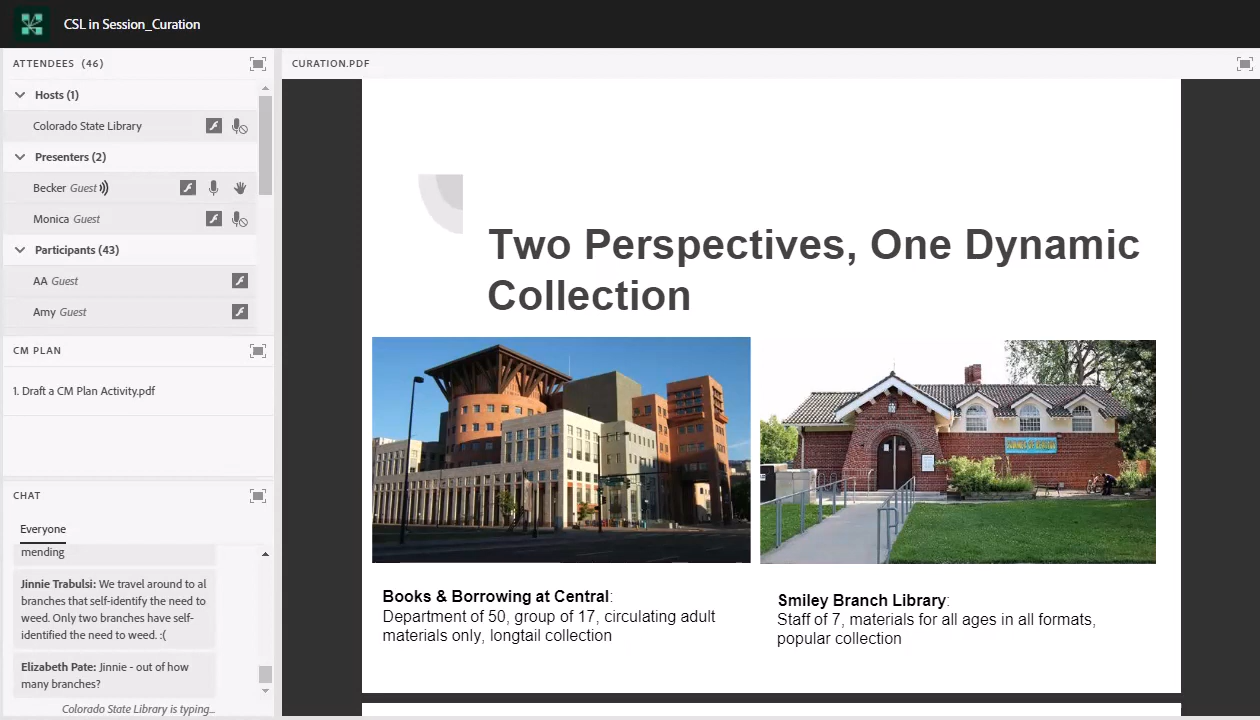 CSL in Session_Curation
ATTENDEES (46)
Hosts (1)
Colorado State Library
Presenters (2)
Becker Guest
Monica Guest
Participants (43)
AA Guest
Amy Guest
CM PLAN
1. Draft a CM Plan Activity.pdf
CHAT
Everyone
mending
Jinnie Trabulsi: We travel around to al
branches that self-identify the need to
weed. Only two branches have self-
identified the need to weed. :(
Elizabeth Pate: Jinnie - out of how
many branches?
Colorado State Library is typing...
CURATION.PDF
Two Perspectives, One Dynamic
Collection
Books & Borrowing at Central:
Department of 50, group of 17, circulating adult
materials only, longtail collection
Smiley Branch Library:
Staff of 7, materials for all ages in all formats,
popular collection